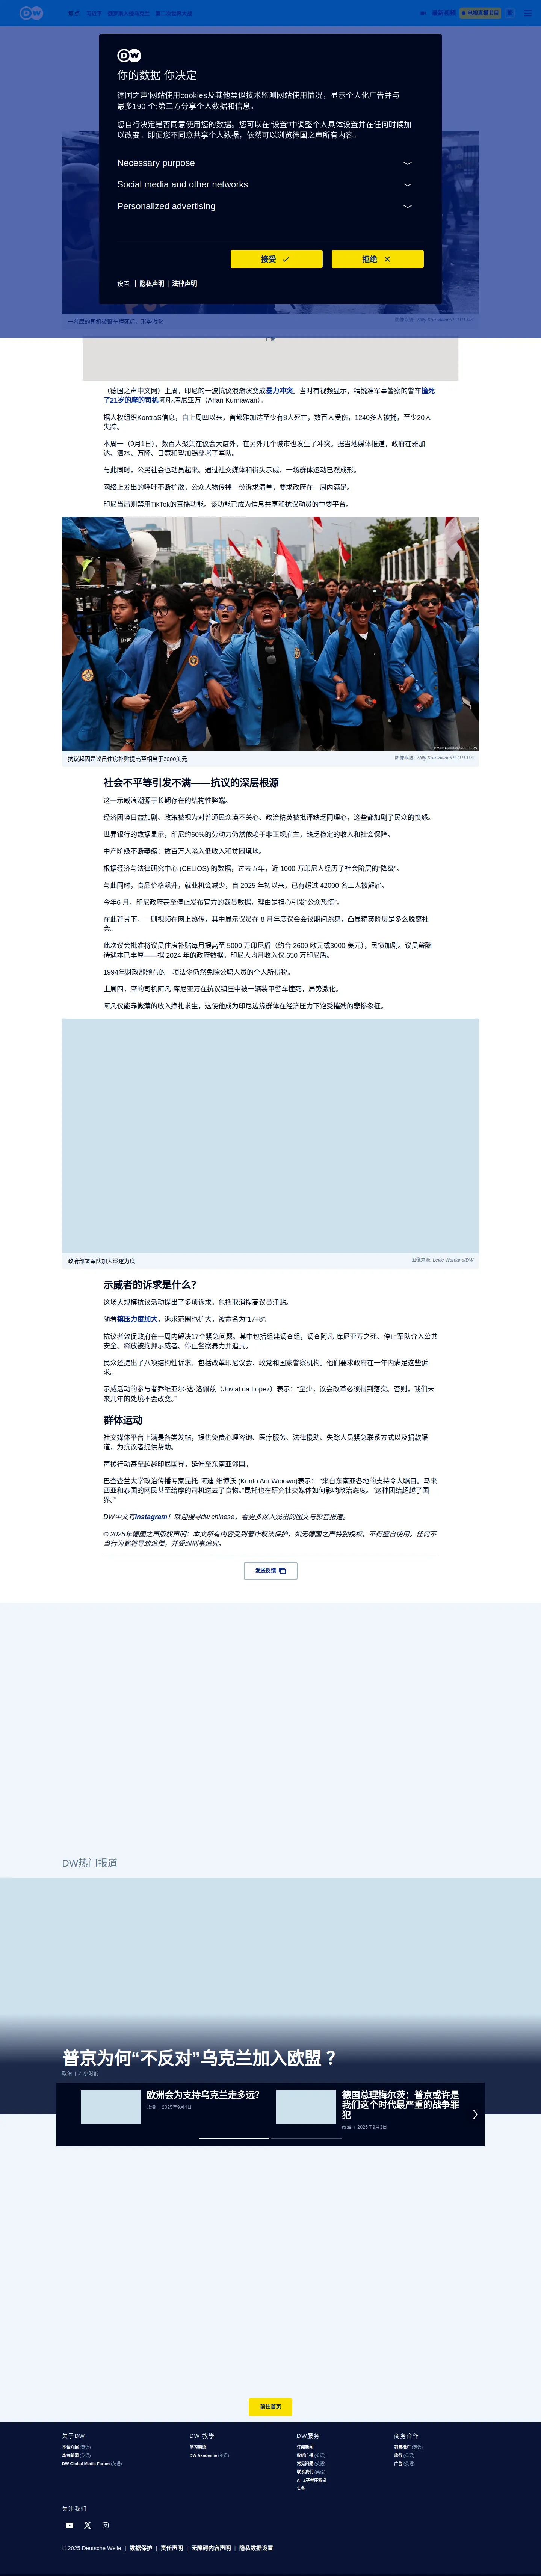 DW
焦点
习近平
俄罗斯入侵乌克兰
第二次世界大战
最新视频
电视直播节目
DW
你的数据 你决定
德国之声'网站使用cookies及其他类似技术监测网站使用情况，显示个人化广告并与
最多190 个;第三方分享个人数据和信息。
您自行决定是否同意使用您的数据。您可以在“设置”中调整个人具体设置并在任何时候加
以改变。即便您不同意共享个人数据，依然可以浏览德国之声所有内容。
Necessary purpose
Social media and other networks
Personalized advertising
接受
拒绝
设置 | 隐私声明 | 法律声明
一名摩的司机被警车撞死后，形势激化
图像来源: Willy Kurniawan/REUTERS
广告
（德国之声中文网）上周，印尼的一波抗议浪潮演变成暴力冲突。当时有视频显示，精锐准军事警察的警车撞死
了21岁的摩的司机阿凡·库尼亚万（Affan Kurniawan）。
据人权组织KontraS信息，自上周四以来，首都雅加达至少有8人死亡，数百人受伤，1240多人被捕，至少20人
失踪。
本周一（9月1日），数百人聚集在议会大厦外，在另外几个城市也发生了冲突。据当地媒体报道，政府在雅加
达、泗水、万隆、日惹和望加锡部署了军队。
与此同时，公民社会也动员起来。通过社交媒体和街头示威，一场群体运动已然成形。
网络上发出的呼吁不断扩散，公众人物传播一份诉求清单，要求政府在一周内满足。
印尼当局则禁用TikTok的直播功能。该功能已成为信息共享和抗议动员的重要平台。
© Willy Kurniawan REUTERS
抗议起因是议员住房补贴提高至相当于3000美元
图像来源: Willy Kurniawan/REUTERS
社会不平等引发不满——抗议的深层根源
这一示威浪潮源于长期存在的结构性弊端。
经济困境日益加剧、政策被视为对普通民众漠不关心、政治精英被批评缺乏同理心，这些都加剧了民众的愤怒。
世界银行的数据显示，印尼约60%的劳动力仍然依赖于非正规雇主，缺乏稳定的收入和社会保障。
中产阶级不断萎缩：数百万人陷入低收入和贫困境地。
根据经济与法律研究中心 (CELIOS) 的数据，过去五年，近 1000 万印尼人经历了社会阶层的“降级”。
与此同时，食品价格飙升，就业机会减少，自 2025 年初以来，已有超过 42000 名工人被解雇。
今年6 月，印尼政府甚至停止发布官方的裁员数据，理由是担心引发“公众恐慌”。
在此背景下，一则视频在网上热传，其中显示议员在 8 月年度议会会议期间跳舞，凸显精英阶层是多么脱离社
会。
此次议会批准将议员住房补贴每月提高至 5000 万印尼盾（约合 2600 欧元或3000 美元），民愤加剧。议员薪酬
待遇本已丰厚——据 2024 年的政府数据，印尼人均月收入仅 650 万印尼盾。
1994年财政部颁布的一项法令仍然免除公职人员的个人所得税。
上周四，摩的司机阿凡·库尼亚万在抗议镇压中被一辆装甲警车撞死，局势激化。
阿凡仅能靠微薄的收入挣扎求生，这使他成为印尼边缘群体在经济压力下饱受摧残的悲惨象征。
政府部署军队加大巡逻力度
图像来源: Levie Wardana/DW
示威者的诉求是什么？
这场大规模抗议活动提出了多项诉求，包括取消提高议员津贴。
随着镇压力度加大，诉求范围也扩大，被命名为“17+8”。
抗议者敦促政府在一周内解决17个紧急问题。其中包括组建调查组，调查阿凡·库尼亚万之死、停止军队介入公共
安全、释放被拘押示威者、停止警察暴力并追责。
民众还提出了八项结构性诉求，包括改革印尼议会、政党和国家警察机构。他们要求政府在一年内满足这些诉
求。
示威活动的参与者乔维亚尔·达·洛佩兹（Jovial da Lopez）表示：“至少，议会改革必须得到落实。否则，我们未
来几年的处境不会改变。”
群体运动
社交媒体平台上满是各类发帖，提供免费心理咨询、医疗服务、法律援助、失踪人员紧急联系方式以及捐款渠
道，为抗议者提供帮助。
声援行动甚至超越印尼国界，延伸至东南亚邻国。
巴查查兰大学政治传播专家昆托·阿迪·维博沃 (Kunto Adi Wibowo)表示： “来自东南亚各地的支持令人瞩目。马来
西亚和泰国的网民甚至给摩的司机送去了食物。”昆托也在研究社交媒体如何影响政治态度。“这种团结超越了国
界。”
DW中文有Instagram！欢迎搜寻dw.chinese，看更多深入浅出的图文与影音报道。
© 2025年德国之声版权声明：本文所有内容受到著作权法保护，如无德国之声特别授权，不得擅自使用。任何不
当行为都将导致追偿，并受到刑事追究。
发送反馈
DW热门报道
普京为何“不反对”乌克兰加入欧盟 ？
政治 | 2 小时前
欧洲会为支持乌克兰走多远？
政治 | 2025年9月4日
德国总理梅尔茨：普京或许是
我们这个时代最严重的战争罪
犯
政治 | 2025年9月3日
前往首页
关于DW
本台介绍 (英语)
本台新闻 (英语)
DW Global Media Forum (英语)
DW 教學
学习德语
DW Akademie (英语)
DW服务
订阅新闻
收听广播 (英语)
常见问题 (英语)
联系我们 (英语)
A - Z字母序索引
头条
商务合作
销售推广 (英语)
旅行 (英语)
广告 (英语)
关注我们
© 2025 Deutsche Welle | 数据保护 | 责任声明 | 无障碍内容声明 | 隐私数据设置